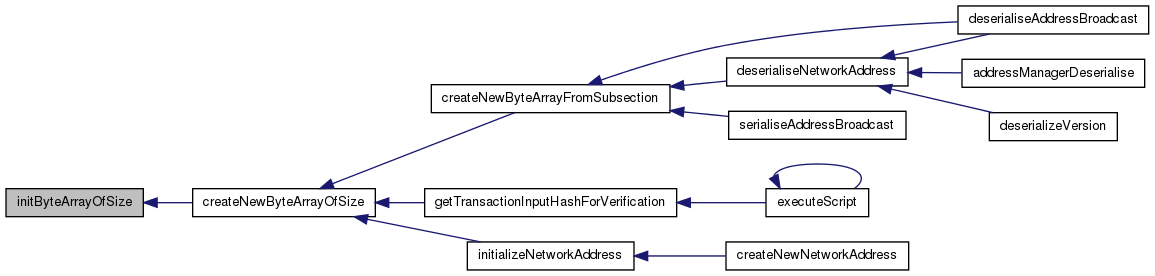 initByteArrayOfSize
createNewByteArrayOfSize
createNewByteArrayFromSubsection
deserialiseAddressBroadcast
deserialiseNetworkAddress
addressManagerDeserialise
deserializeVersion
serialiseAddressBroadcast
getTransactionInputHashForVerification
executeScript
initializeNetworkAddress
createNewNetworkAddress